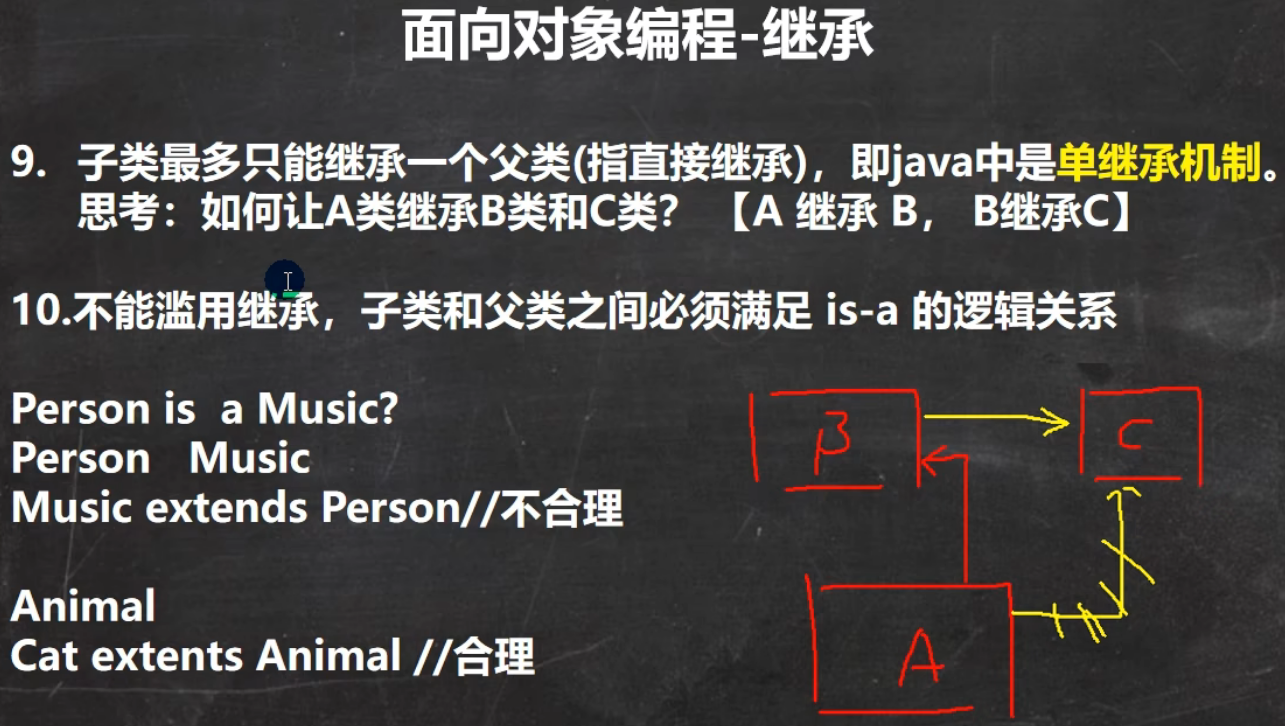 面向对象编程-继承
9. 子类最多只能继承一个父类(指直接继承)，即java中是单继承机制。
思考：如何让A类继承B类和C类? 【A 继承 B， B继承C】
10.不能滥用继承，子类和父类之间必须满足 is-a 的逻辑关系
Person is a Music?
Person Music
Music extends Person//不合理
Animal
Cat extents Animal //合理
B
C
A